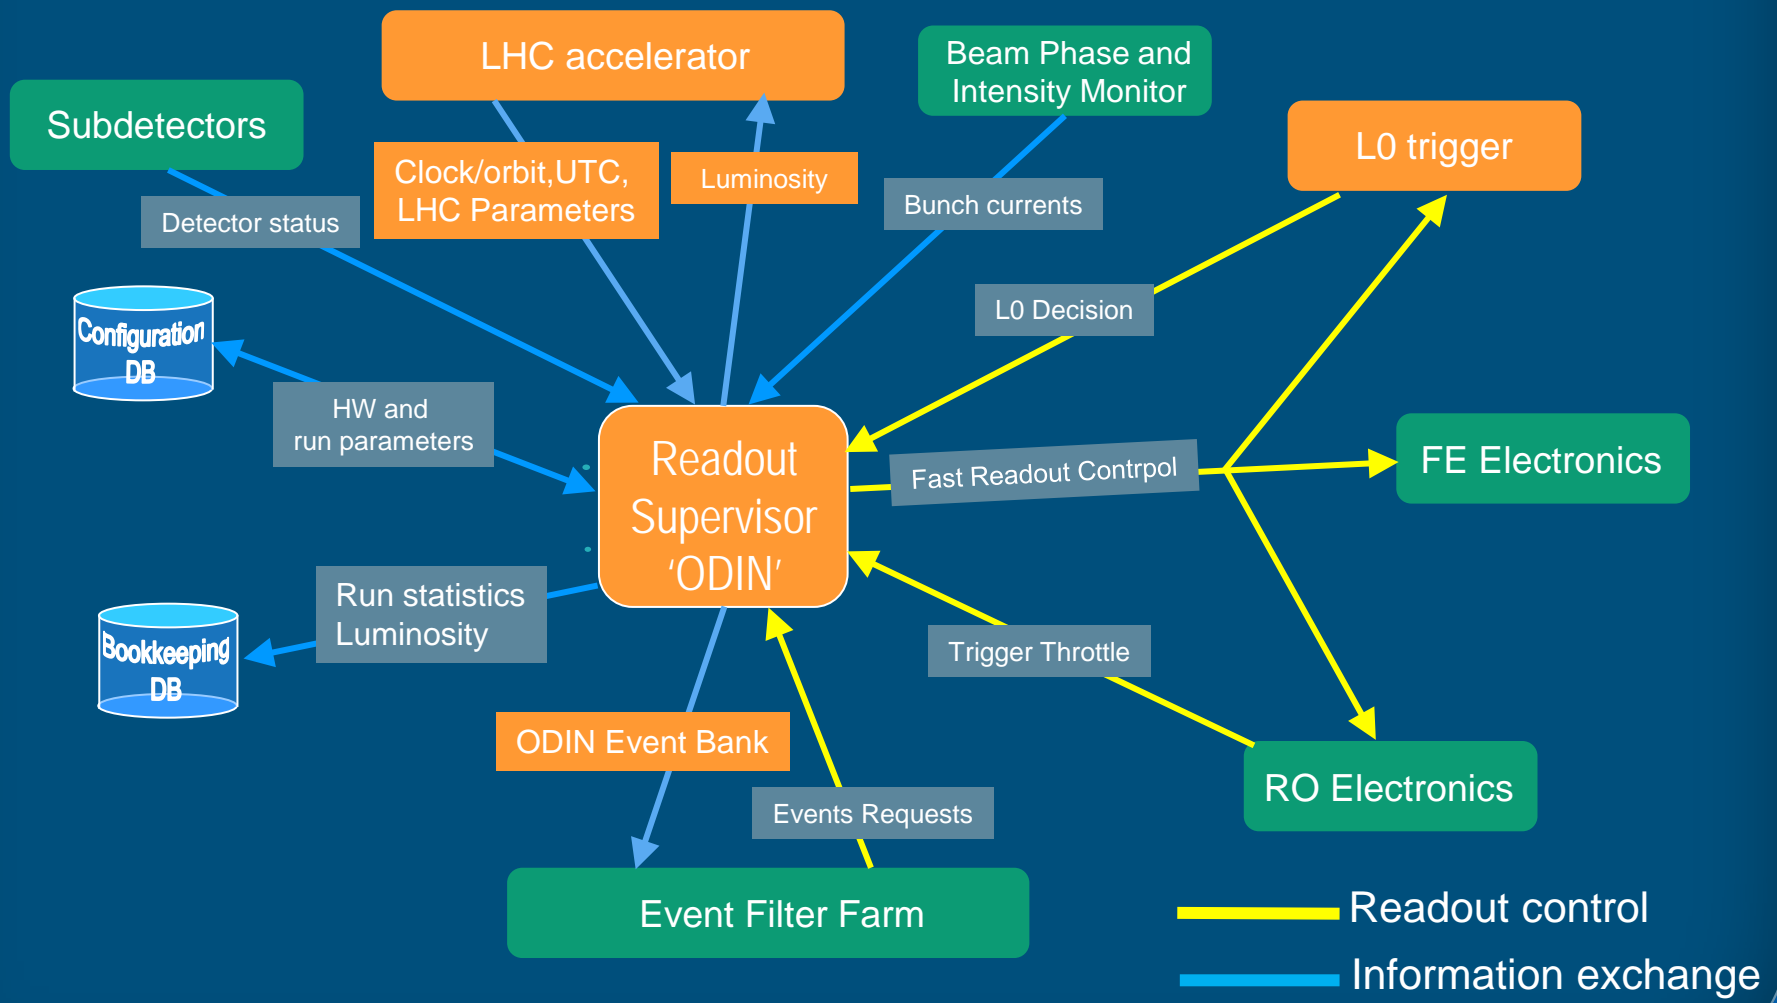 LHC accelerator
Beam Phase and
Intensity Monitor
Subdetectors
L0 trigger
Clock/orbit,UTC,
LHC Parameters
Luminosity
Bunch currents
Detector status
L0 Decision
Configuration
DB
HW and
run parameters
Readout
Supervisor
‘ODIN’
Fast Readout Contrpol
FE Electronics
Run statistics
Luminosity
Bookkeeping
DB
Trigger Throttle
ODIN Event Bank
RO Electronics
Events Requests
Event Filter Farm
Readout control
Information exchange